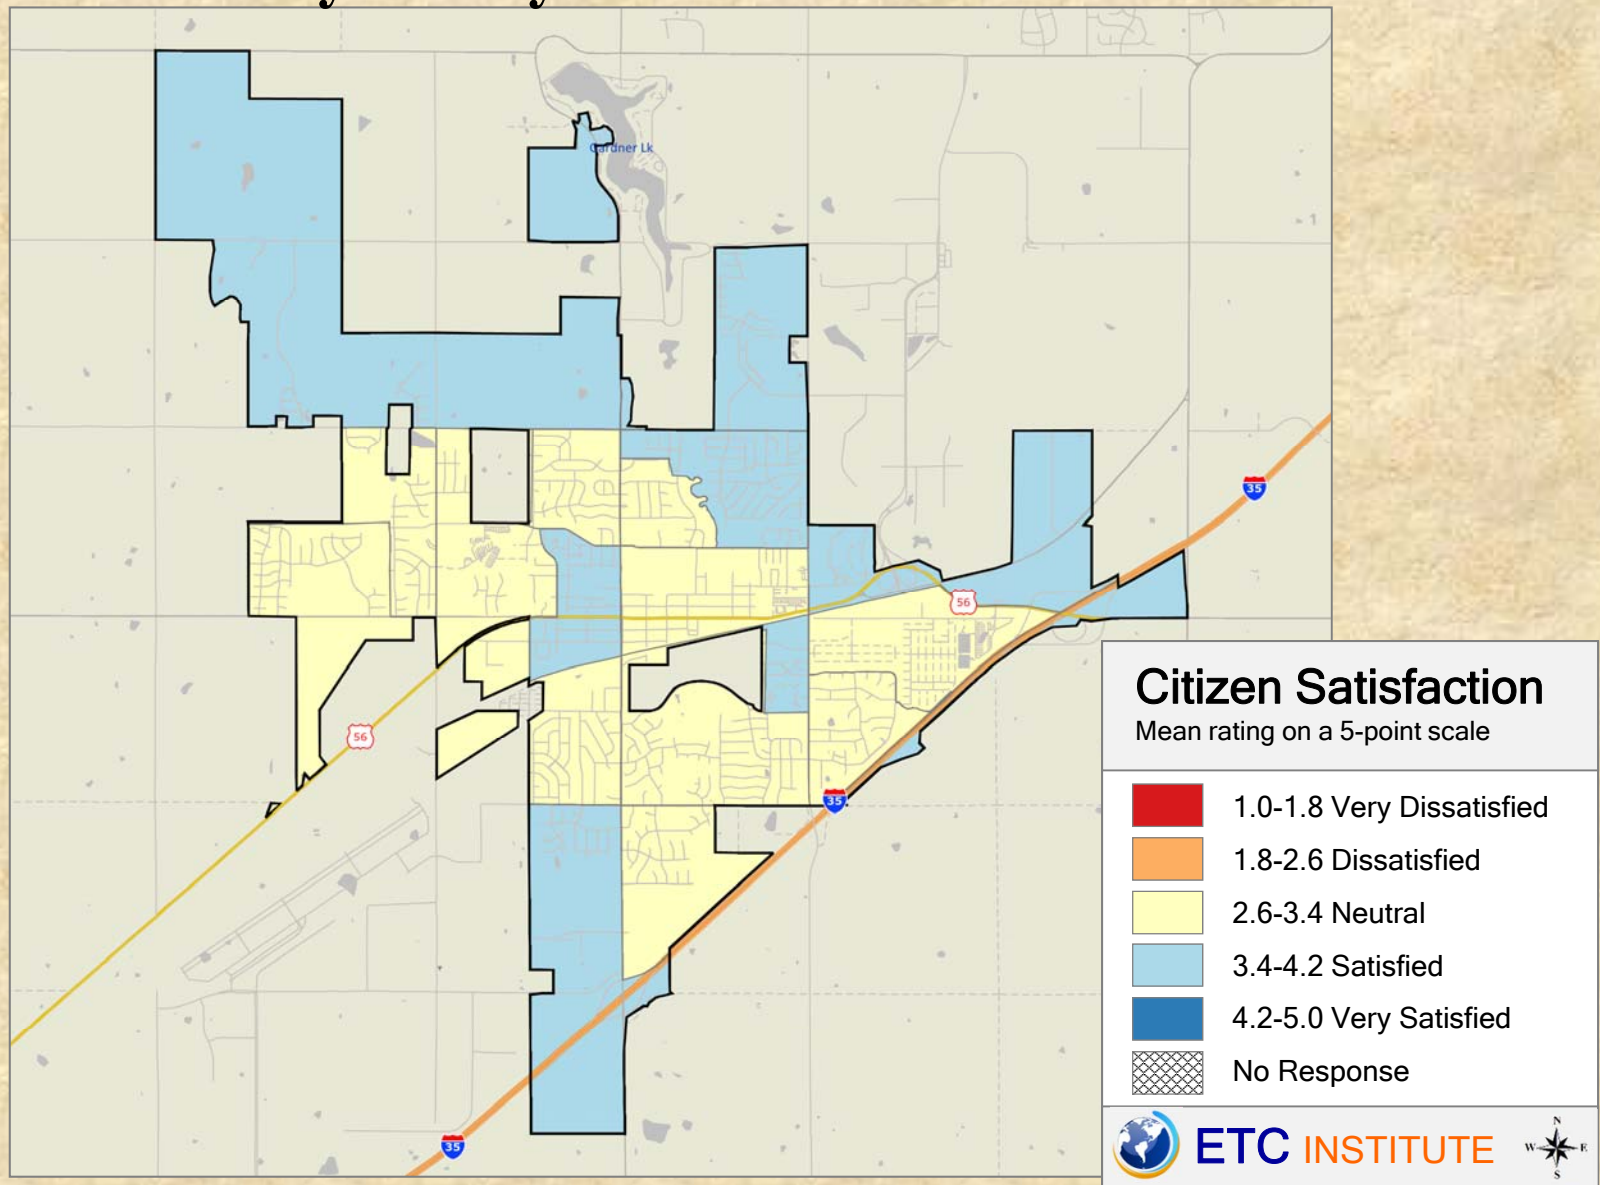 Gardner Lk
1
35
56
56
35
35
Citizen Satisfaction
Mean rating on a 5-point scale
1.0-1.8 Very Dissatisfied
1.8-2.6 Dissatisfied
2.6-3.4 Neutral
3.4-4.2 Satisfied
4.2-5.0 Very Satisfied
No Response
ETC INSTITUTE
N
W E
S